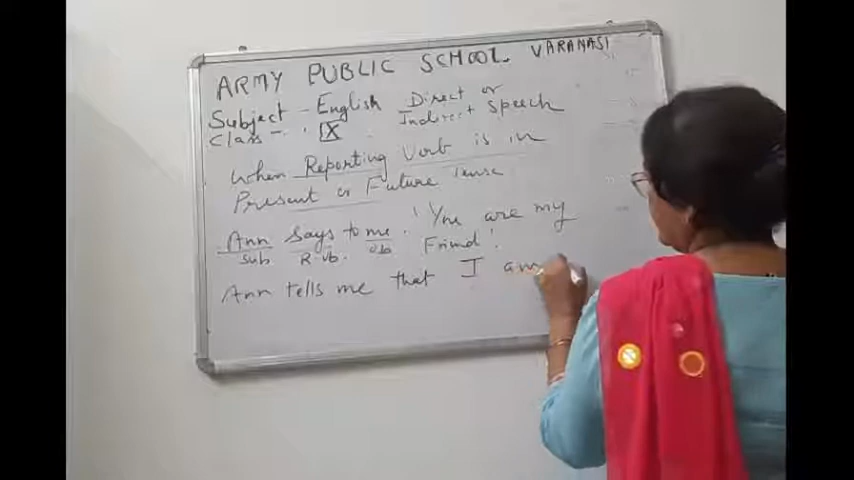 ARMY PUBLIC SCHOOL. VARANASI
Subject - English Direct or
Class - IX Indirect Speech
When Reporting Verb is in
Present or Future Tense
Ann Says to me. 'You are my
Sub R.vb. ob Friend'.
Ann tells me that I am